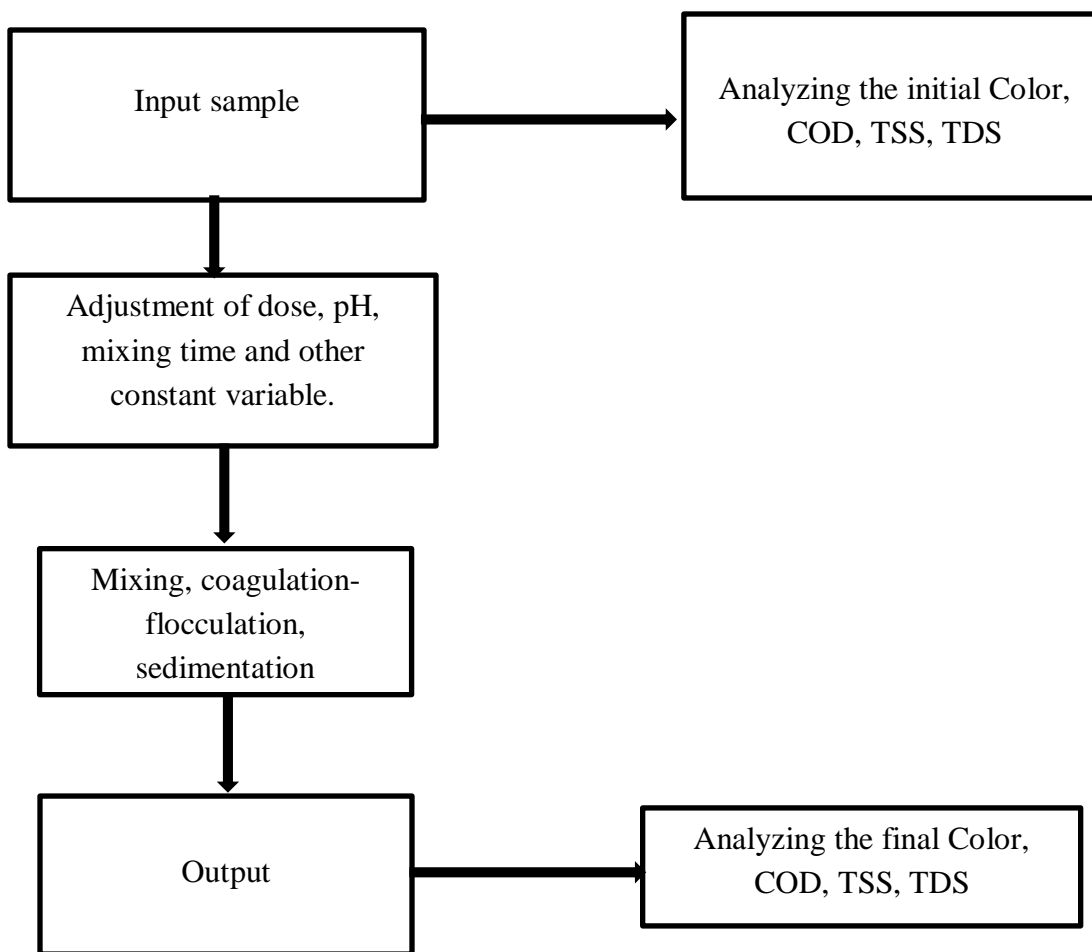 Input sample
Analyzing the initial Color,
COD, TSS, TDS
Adjustment of dose, pH,
mixing time and other
constant variable.
Mixing, coagulation-
flocculation,
sedimentation
Output
Analyzing the final Color,
COD, TSS, TDS